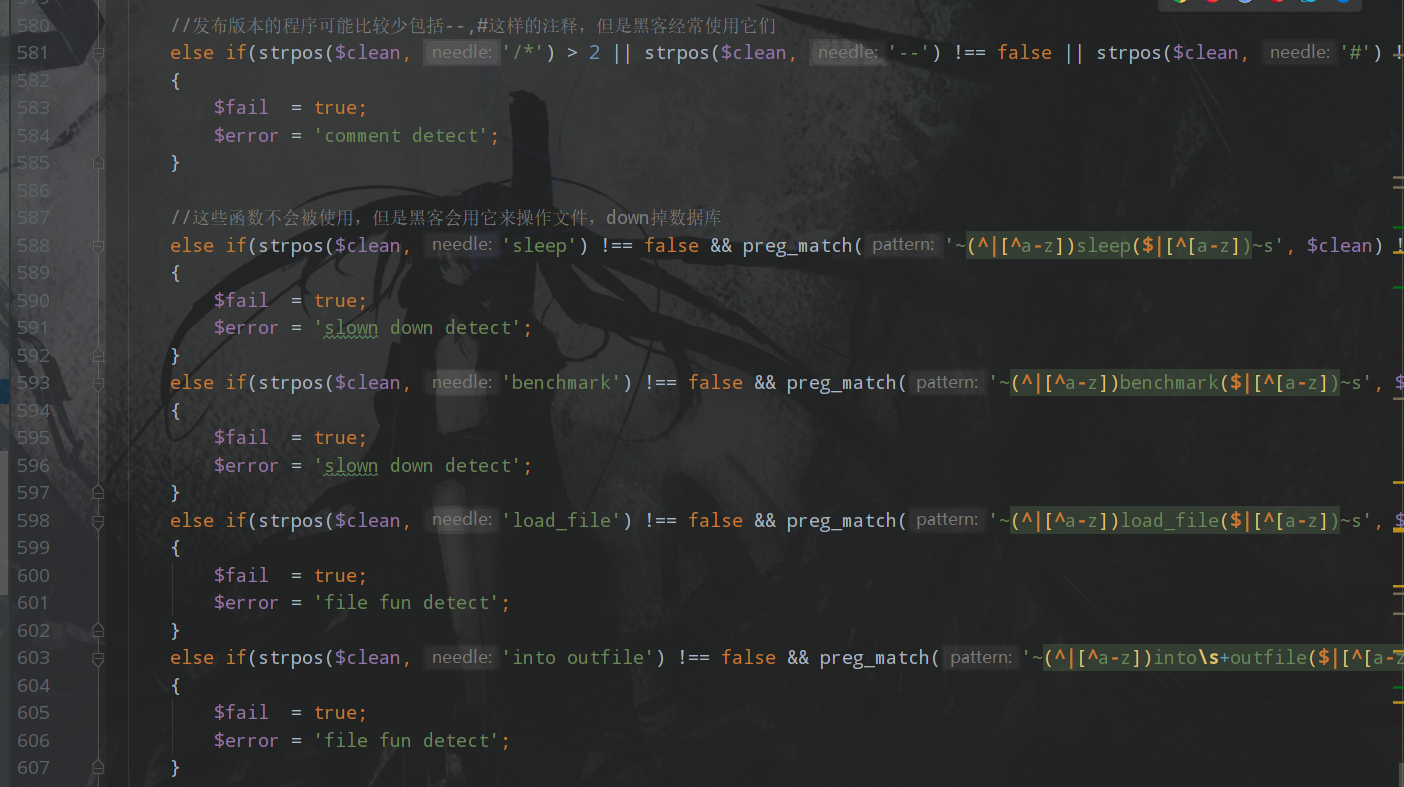 580 //发布版本的程序可能比较少包括--,#这样的注释，但是黑客经常使用它们
581 else if(strpos($clean, needle: '/*') > 2 || strpos($clean, needle: '--') !== false || strpos($clean, needle: '#') !
582 {
583 $fail = true;
584 $error = 'comment detect';
585 }
586
587 //这些函数不会被使用，但是黑客会用它来操作文件，down掉数据库
588 else if(strpos($clean, needle: 'sleep') !== false && preg_match( pattern: '~(^|[^a-z])sleep($|[^[a-z])~s', $clean) !
589 {
590 $fail = true;
591 $error = 'slown down detect';
592 }
593 else if(strpos($clean, needle: 'benchmark') !== false && preg_match( pattern: '~(^|[^a-z])benchmark($|[^[a-z])~s', $
594 {
595 $fail = true;
596 $error = 'slown down detect';
597 }
598 else if(strpos($clean, needle: 'load_file') !== false && preg_match( pattern: '~(^|[^a-z])load_file($|[^[a-z])~s', $
599 {
600 $fail = true;
601 $error = 'file fun detect';
602 }
603 else if(strpos($clean, needle: 'into outfile') !== false && preg_match( pattern: '~(^|[^a-z])into\s+outfile($|[^[a-z
604 {
605 $fail = true;
606 $error = 'file fun detect';
607 }